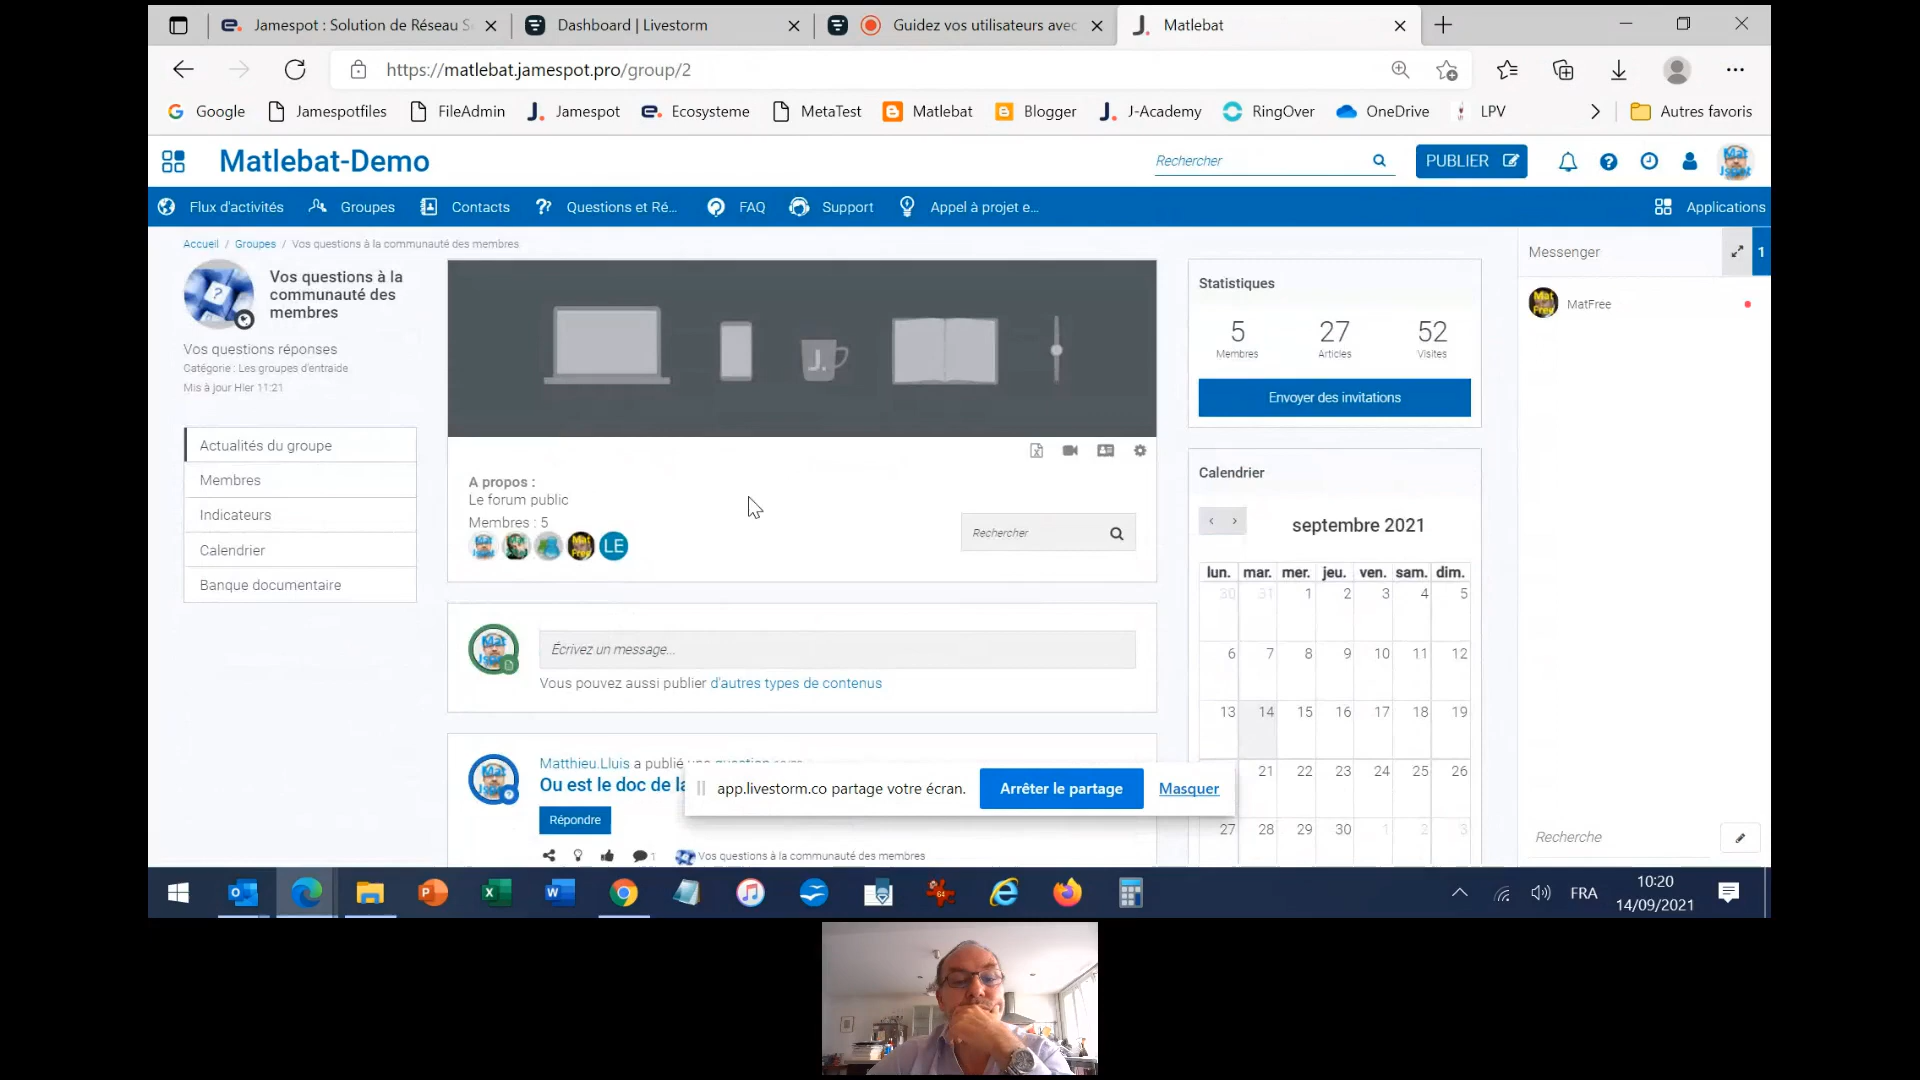 Jamespot : Solution de Réseau S
Dashboard | Livestorm
Guidez vos utilisateurs avec
Matlebat
https://matlebat.jamespot.pro/group/2
Google
Jamespotfiles
FileAdmin
Jamespot
Ecosysteme
MetaTest
Matlebat
Blogger
J-Academy
RingOver
OneDrive
LPV
Autres favoris
Matlebat-Demo
Rechercher
PUBLIER
Flux d'activités
Groupes
Contacts
Questions et Ré...
FAQ
Support
Appel à projet e...
Applications
Accueil / Groupes / Vos questions à la communauté des membres
Vos questions à la
communauté des
membres
Vos questions réponses
Catégorie : Les groupes d'entraide
Mis à jour Hier 11:21
Actualités du groupe
Membres
Indicateurs
Calendrier
Banque documentaire
J.
A propos :
Le forum public
Membres : 5
LE
Rechercher
Écrivez un message...
Vous pouvez aussi publier d'autres types de contenus
Matthieu.Lluis a publié une question
Ou est le doc de la
Répondre
1
Vos questions à la communauté des membres
app.livestorm.co partage votre écran.
Arrêter le partage
Masquer
Statistiques
5 27 52
Membres Articles Visites
Envoyer des invitations
Calendrier
septembre 2021
lun. mar. mer. jeu. ven. sam. dim.
30 31 1 2 3 4 5
6 7 8 9 10 11 12
13 14 15 16 17 18 19
21 22 23 24 25 26
27 28 29 30 1 2 3
Messenger
1
MatFree
Recherche
FRA
10:20
14/09/2021